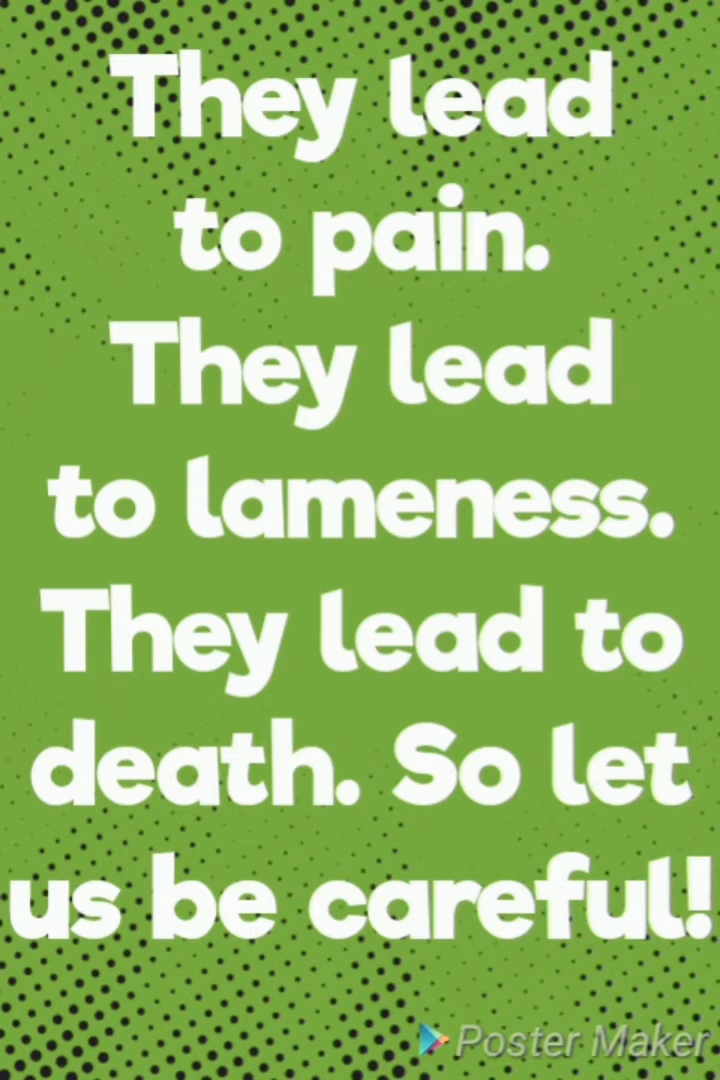 They lead
to pain.
They lead
to lameness.
They lead to
death. So let
us be careful!
Poster Maker